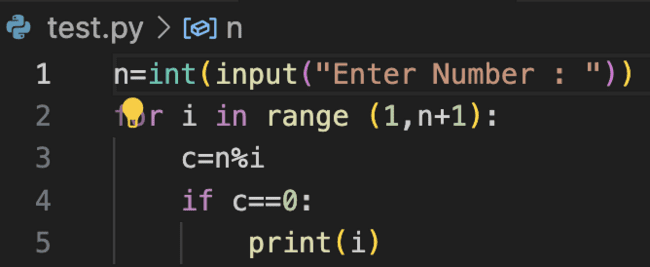 test.py > n
1 n=int(input("Enter Number : "))
2 for i in range (1,n+1):
3     c=n%i
4     if c==0:
5         print(i)